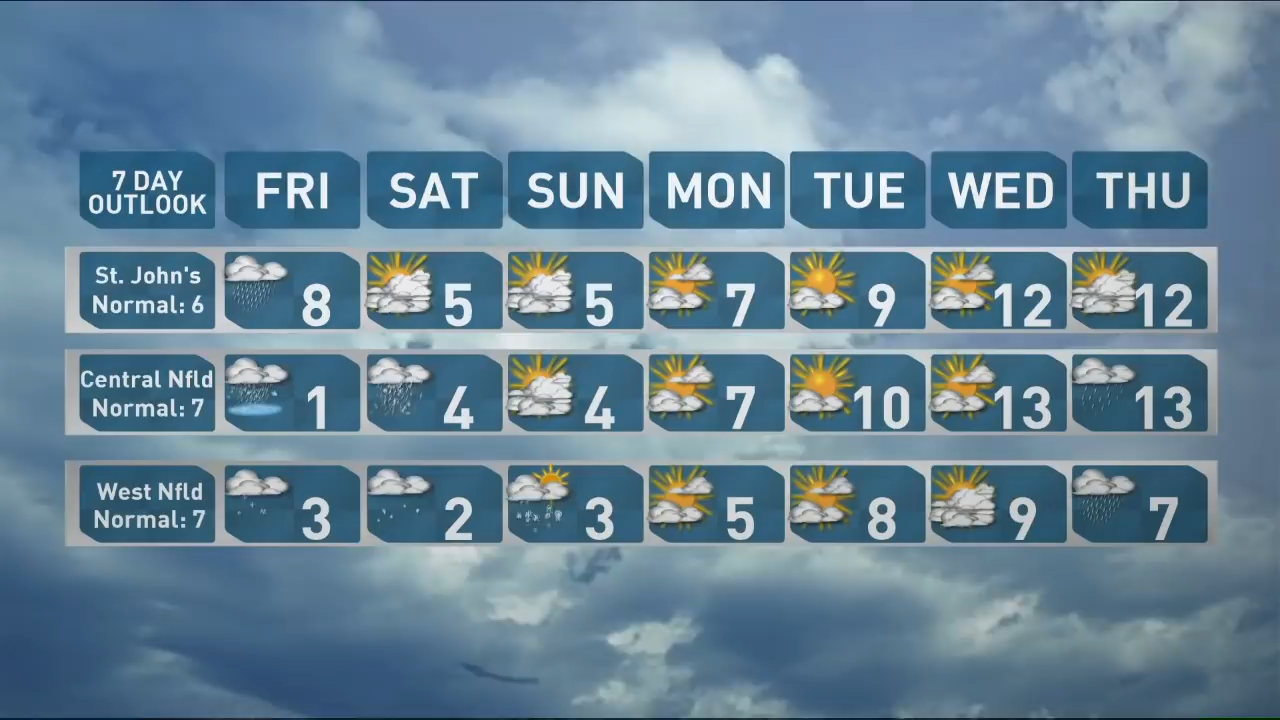 7 DAY
OUTLOOK
FRI SAT SUN MON TUE WED THU
St. John's
Normal: 6
8 5 5 7 9 12 12
Central Nfld
Normal: 7
1 4 4 7 10 13 13
West Nfld
Normal: 7
3 2 3 5 8 9 7